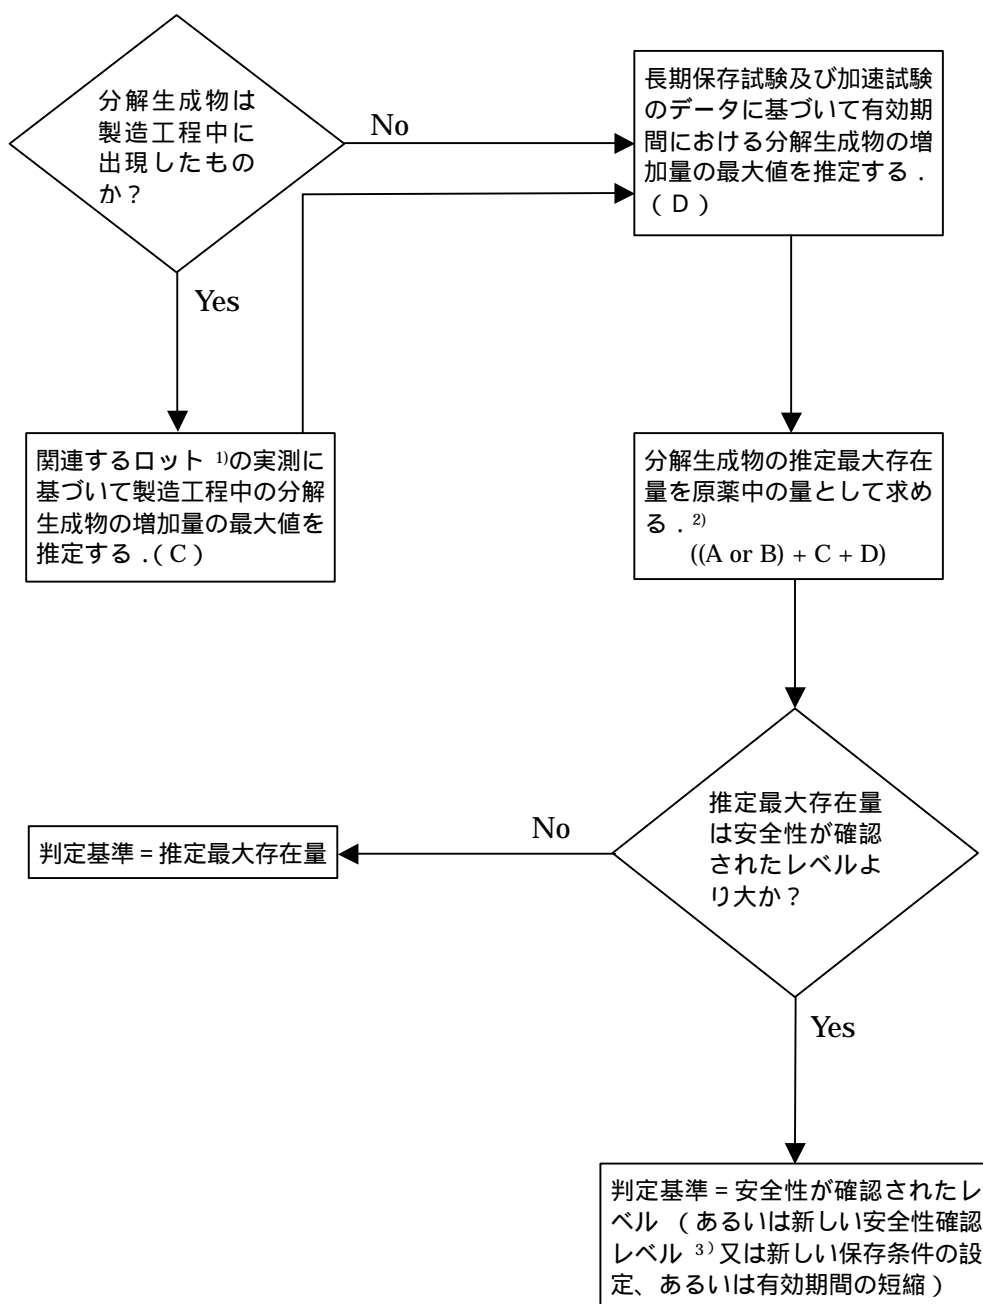 分解生成物は
製造工程中に
出現したもの
か？
No
長期保存試験及び加速試験
のデータに基づいて有効期
間における分解生成物の増
加量の最大値を推定する．
（ D ）
Yes
関連するロット 1)の実測に
基づいて製造工程中の分解
生成物の増加量の最大値を
推定する．( C )
分解生成物の推定最大存在
量を原薬中の量として求め
る．2)
((A or B) + C + D)
推定最大存在量
は安全性が確認
されたレベルよ
り大か？
No
判定基準＝推定最大存在量
Yes
判定基準＝安全性が確認されたレ
ベル （あるいは新しい安全性確認
レベル 3）又は新しい保存条件の設
定、あるいは有効期間の短縮）